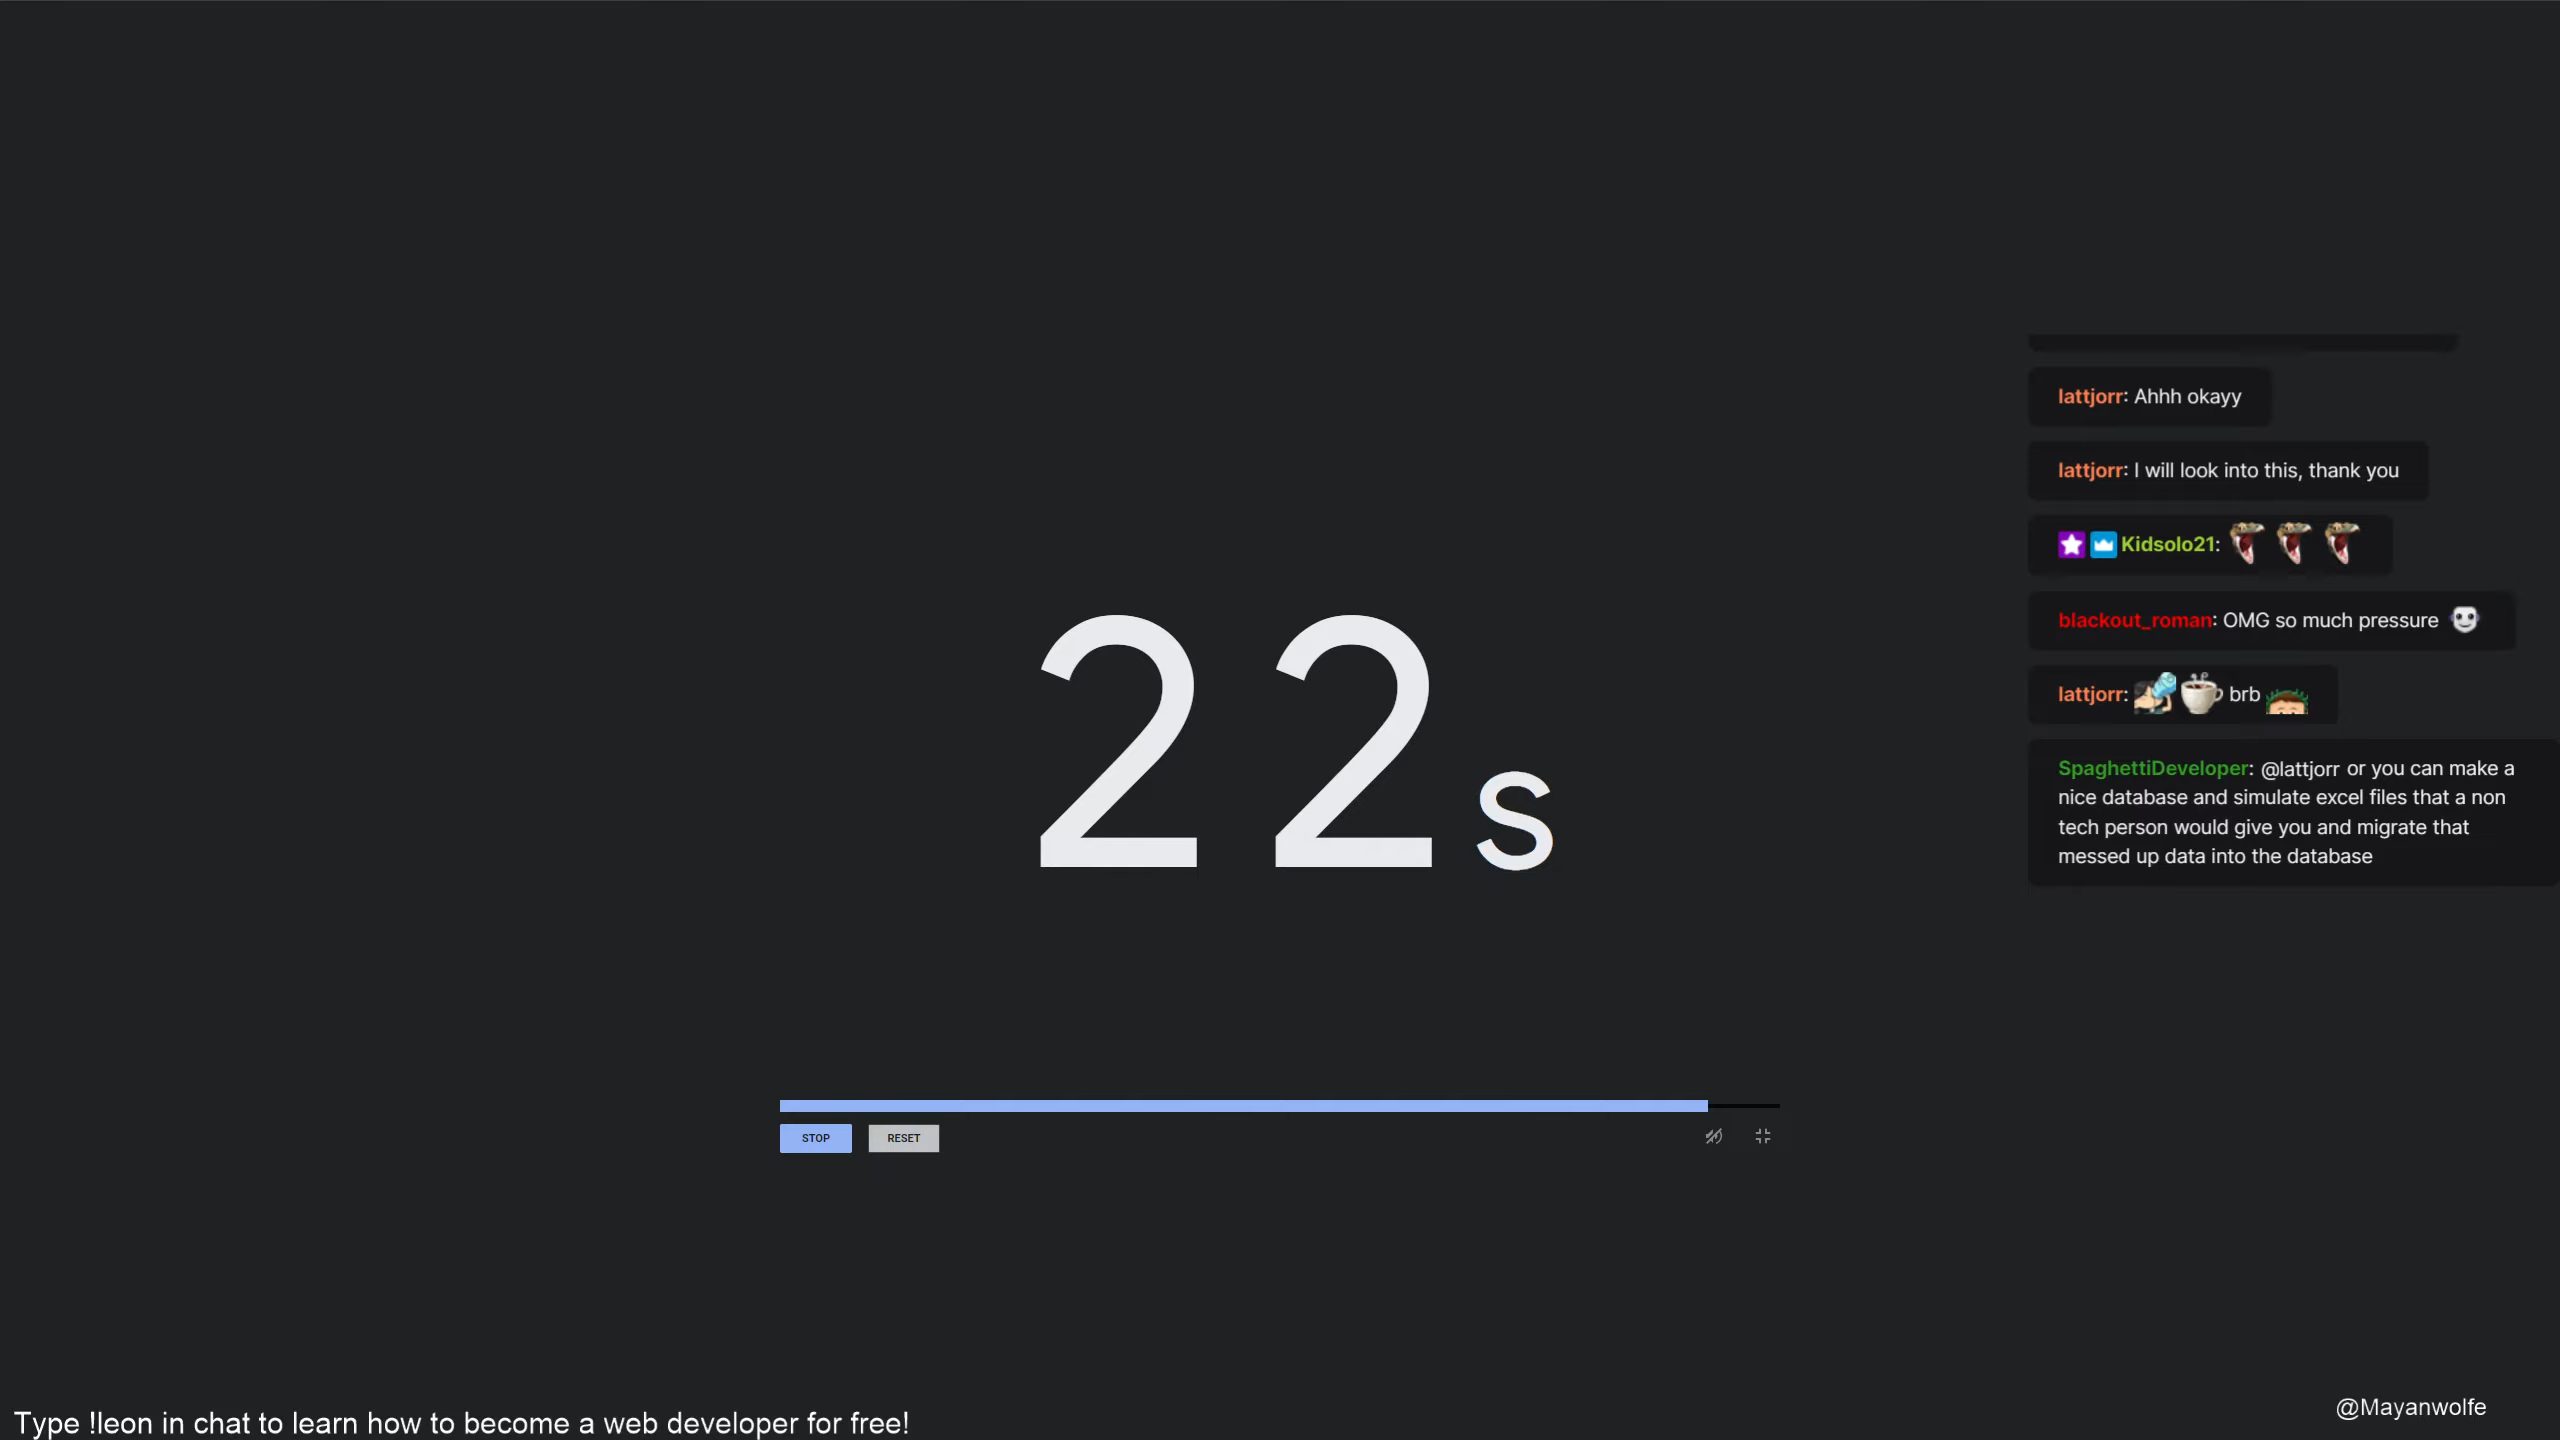 lattjorr: Ahhh okayy
lattjorr: I will look into this, thank you
Kidsolo21:
blackout_roman: OMG so much pressure
lattjorr: brb
SpaghettiDeveloper: @lattjorr or you can make a
nice database and simulate excel files that a non
tech person would give you and migrate that
messed up data into the database
22s
STOP
RESET
Type !leon in chat to learn how to become a web developer for free!
@Mayanwolfe